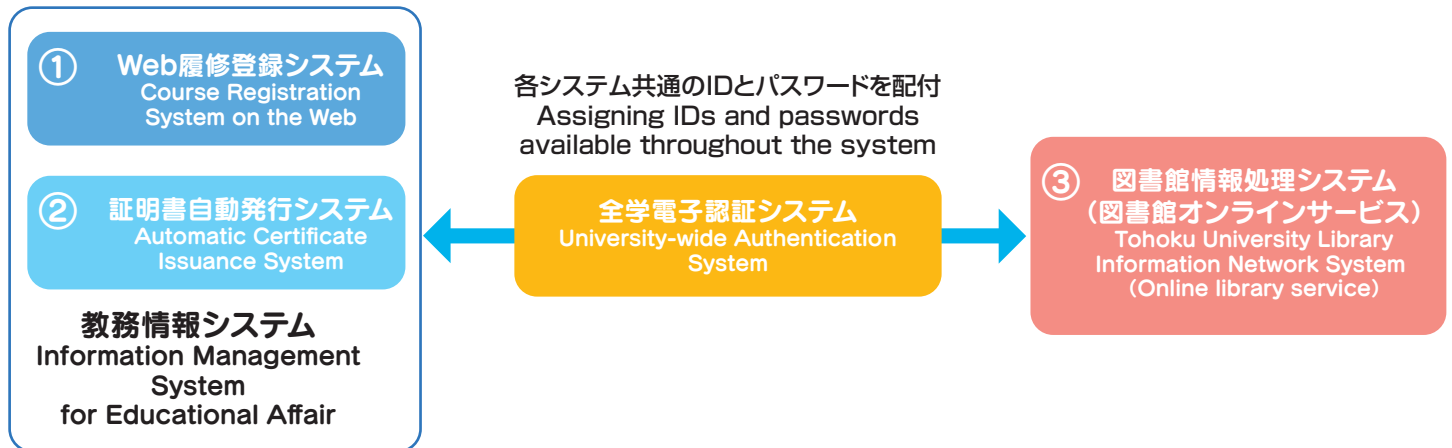 ① Web履修登録システム
Course Registration
System on the Web
② 証明書自動発行システム
Automatic Certificate
Issuance System
教務情報システム
Information Management
System
for Educational Affair
各システム共通のIDとパスワードを配付
Assigning IDs and passwords
available throughout the system
全学電子認証システム
University-wide Authentication
System
③ 図書館情報処理システム
（図書館オンラインサービス）
Tohoku University Library
Information Network System
（Online library service）